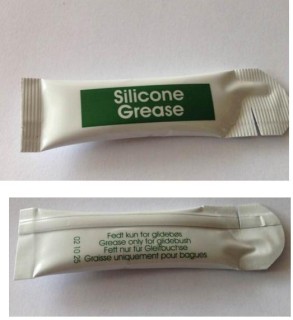 Silicone
Grease
Fedt kun for glidebøs
Grease only for glidebush
Fett nur für Gleitbuchse
Graisse uniquement pour bagues
02 10 25